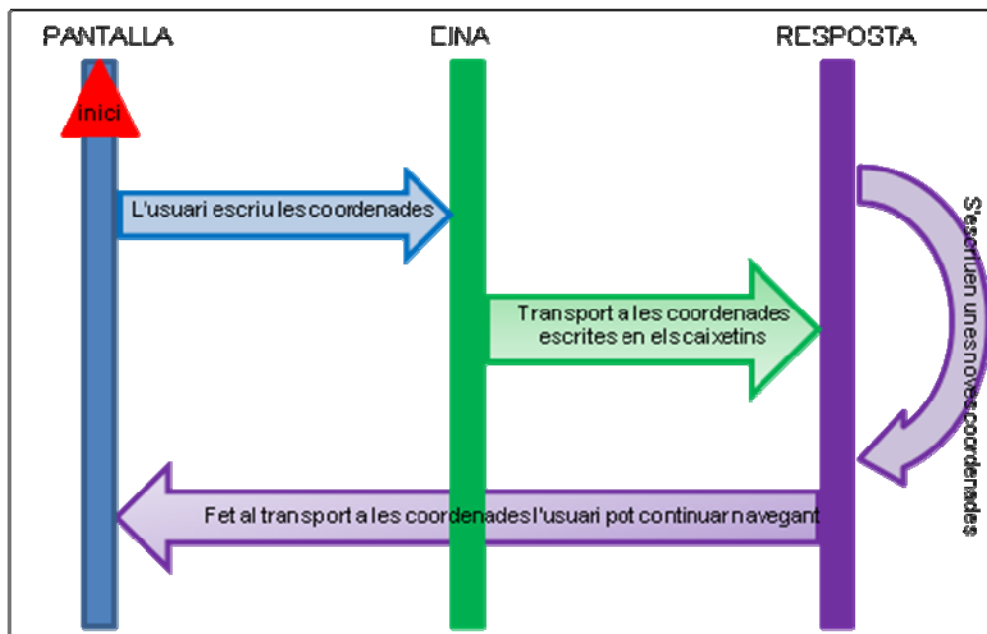 PANTALLA
EINA
RESPOSTA
inici
L'usuari escriu les coordenades
S'escriuen unes noves coordenades
Transport a les coordenades
escrites en els caixetins
Fet al transport a les coordenades l'usuari pot continuar navegant